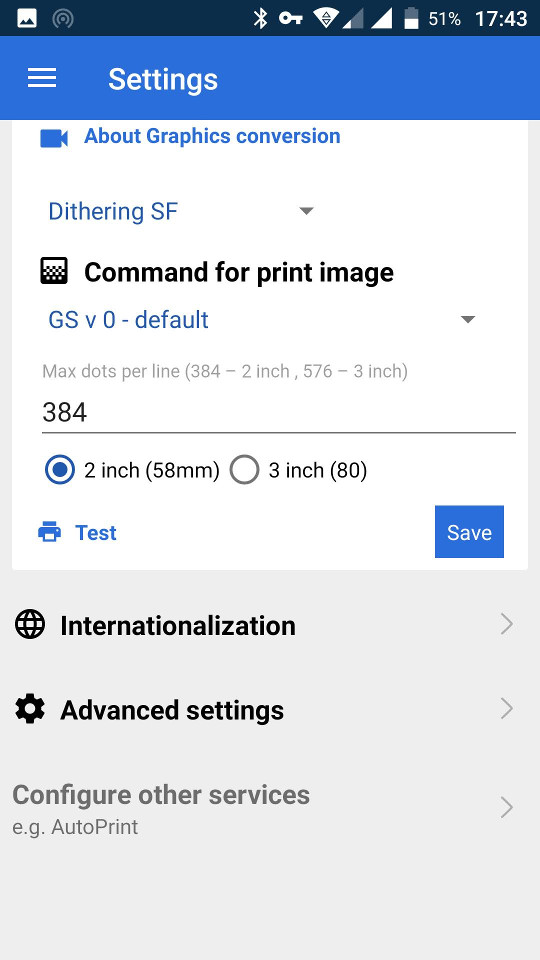 51% 17:43
Settings
About Graphics conversion
Dithering SF
Command for print image
GS v 0 - default
Max dots per line (384 – 2 inch , 576 – 3 inch)
384
2 inch (58mm) 3 inch (80)
Test Save
Internationalization
Advanced settings
Configure other services
e.g. AutoPrint